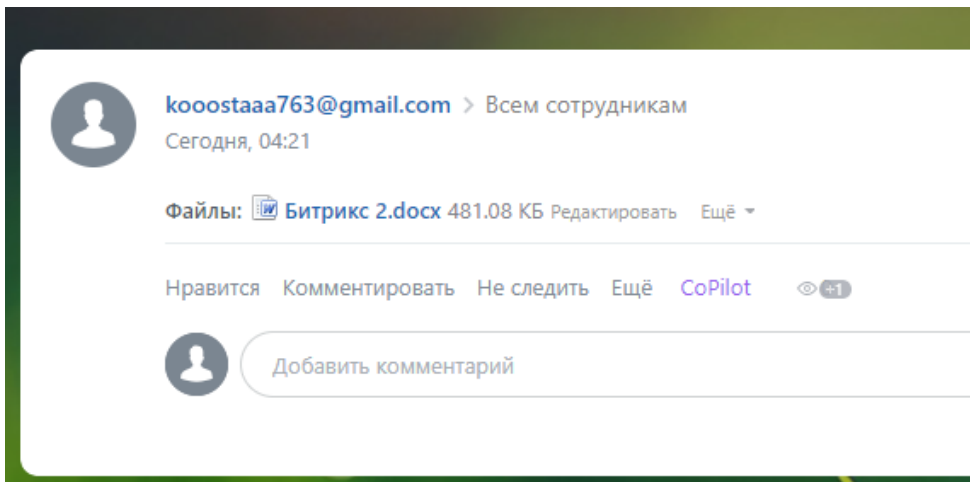 kooostaaa763@gmail.com > Всем сотрудникам
Сегодня, 04:21
Файлы: Битрикс 2.docx 481.08 КБ Редактировать Ещё
Нравится Комментировать Не следить Ещё CoPilot +1
Добавить комментарий